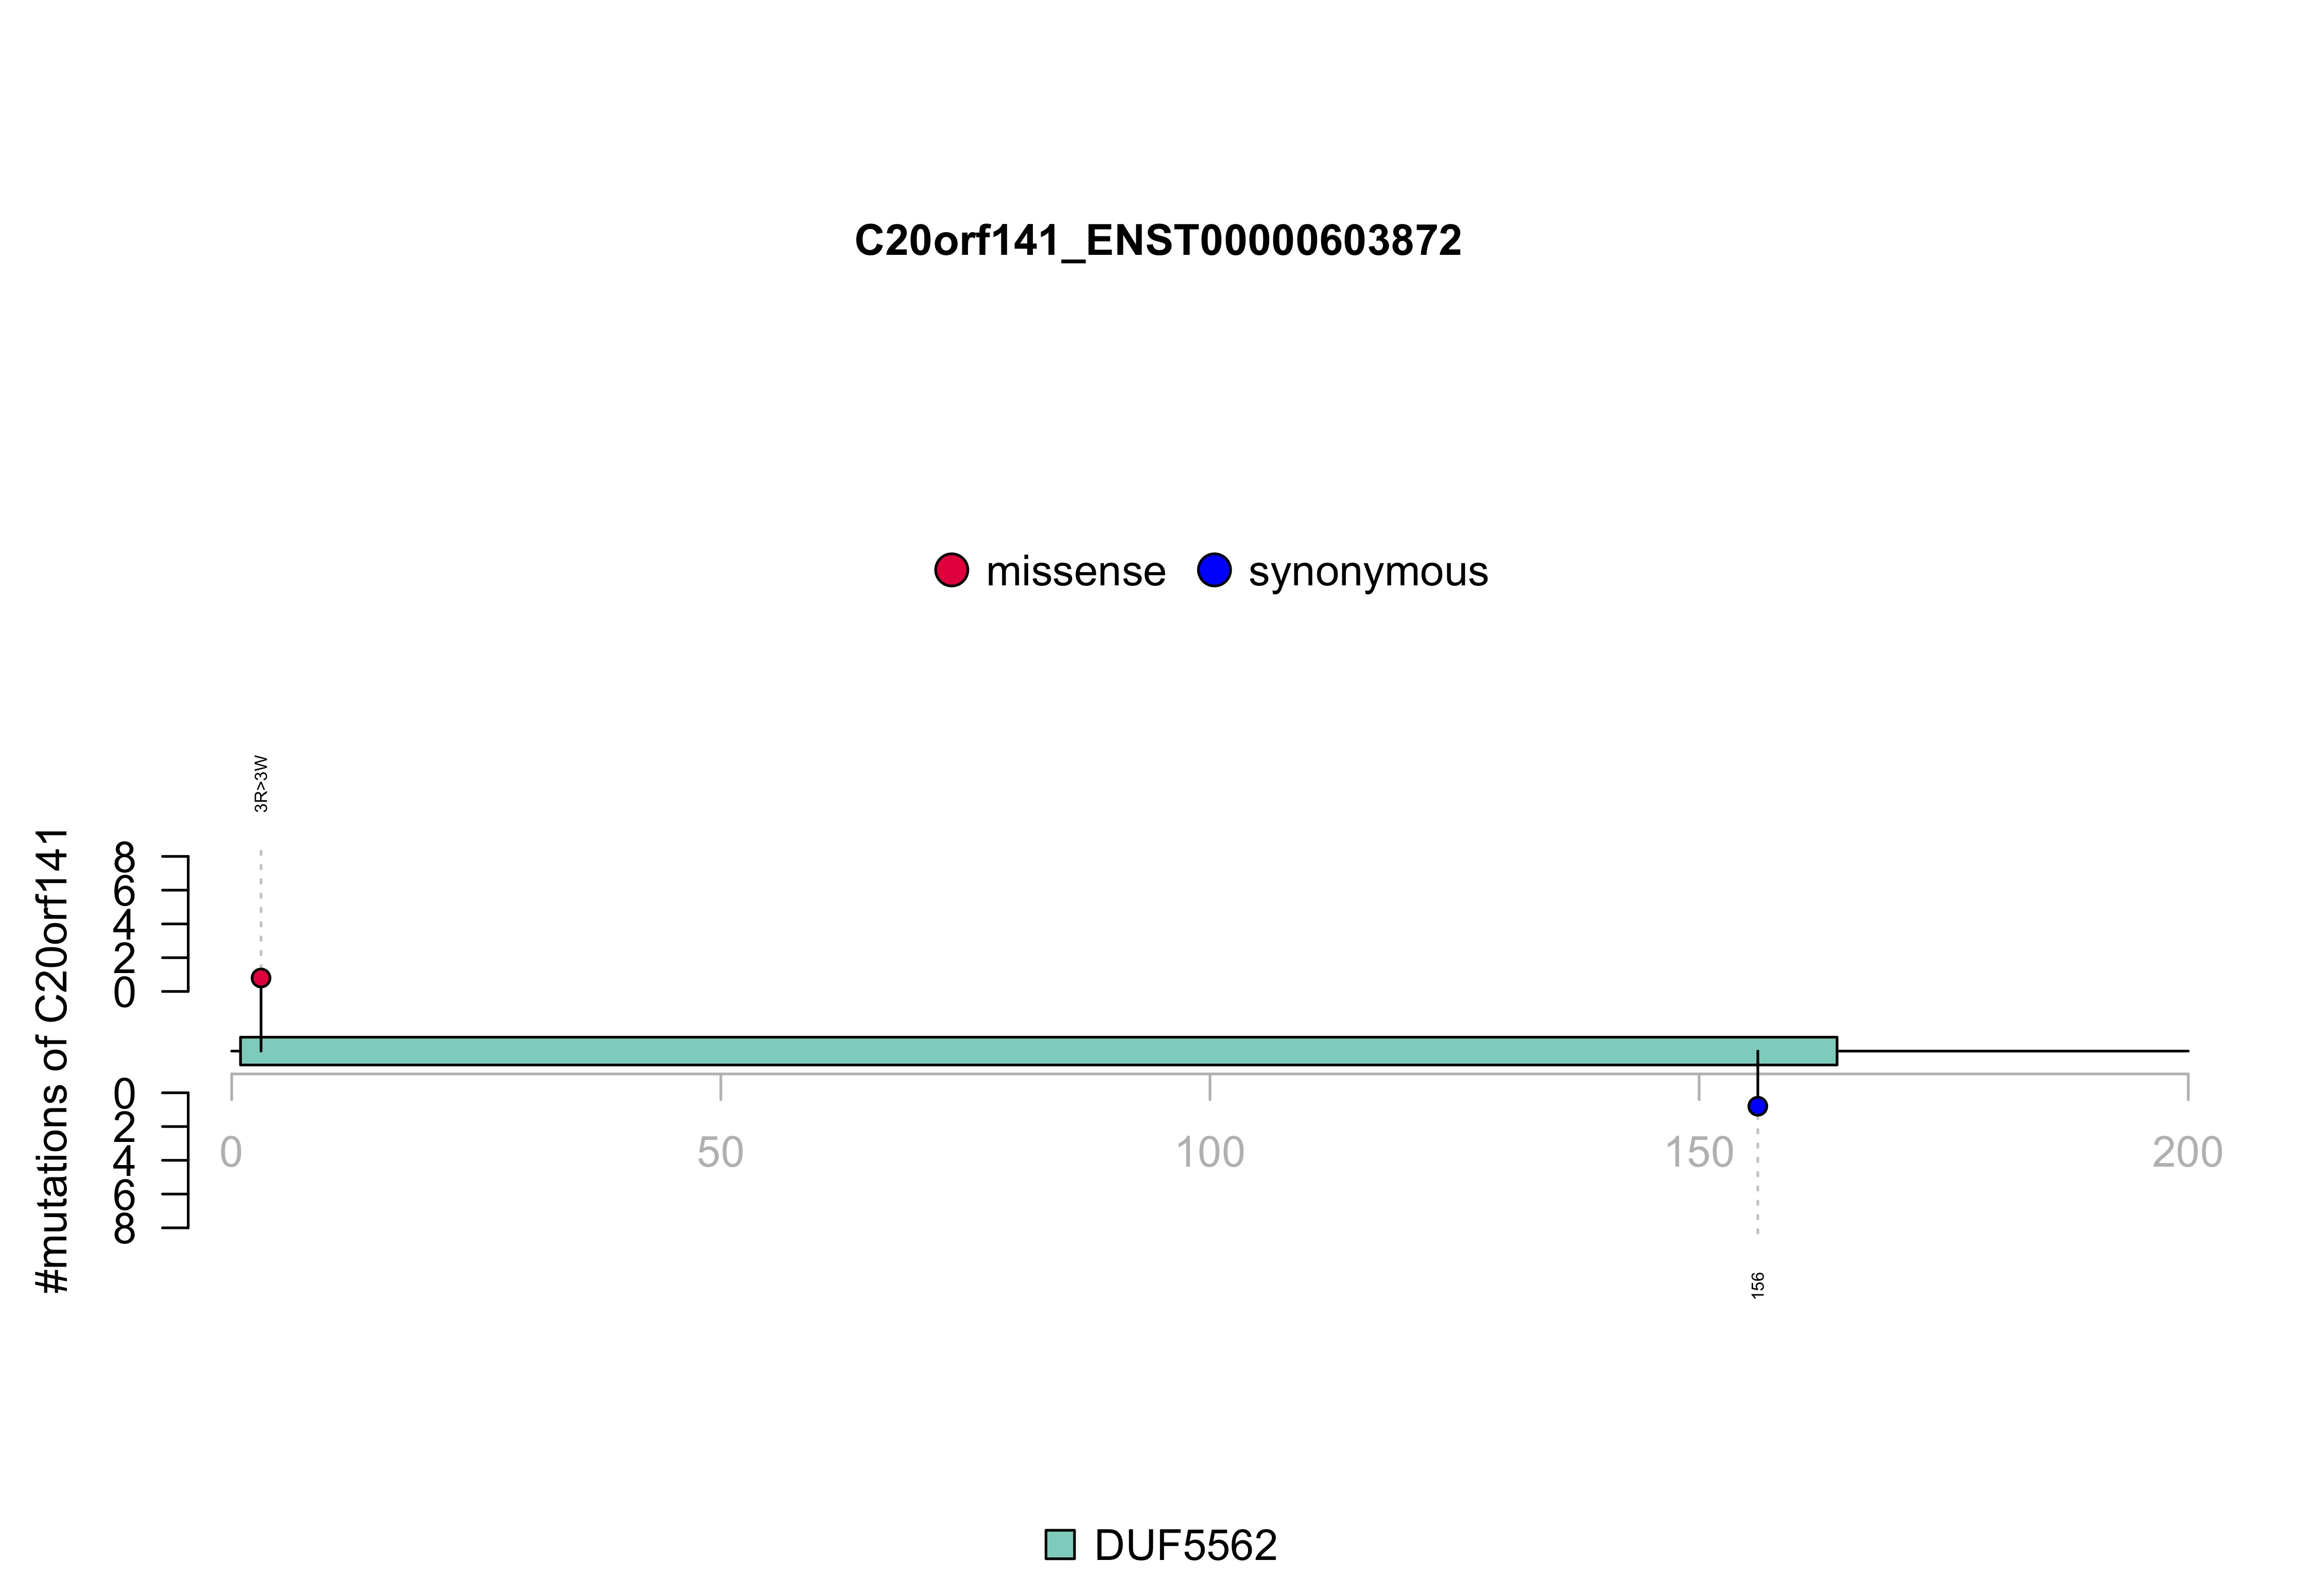 C20orf141_ENST00000603872
missense synonymous
3R>3W
#mutations of C20orf141
8
6
4
2
0
0
2
4
6
8
0 50 100 150 200
156
DUF5562